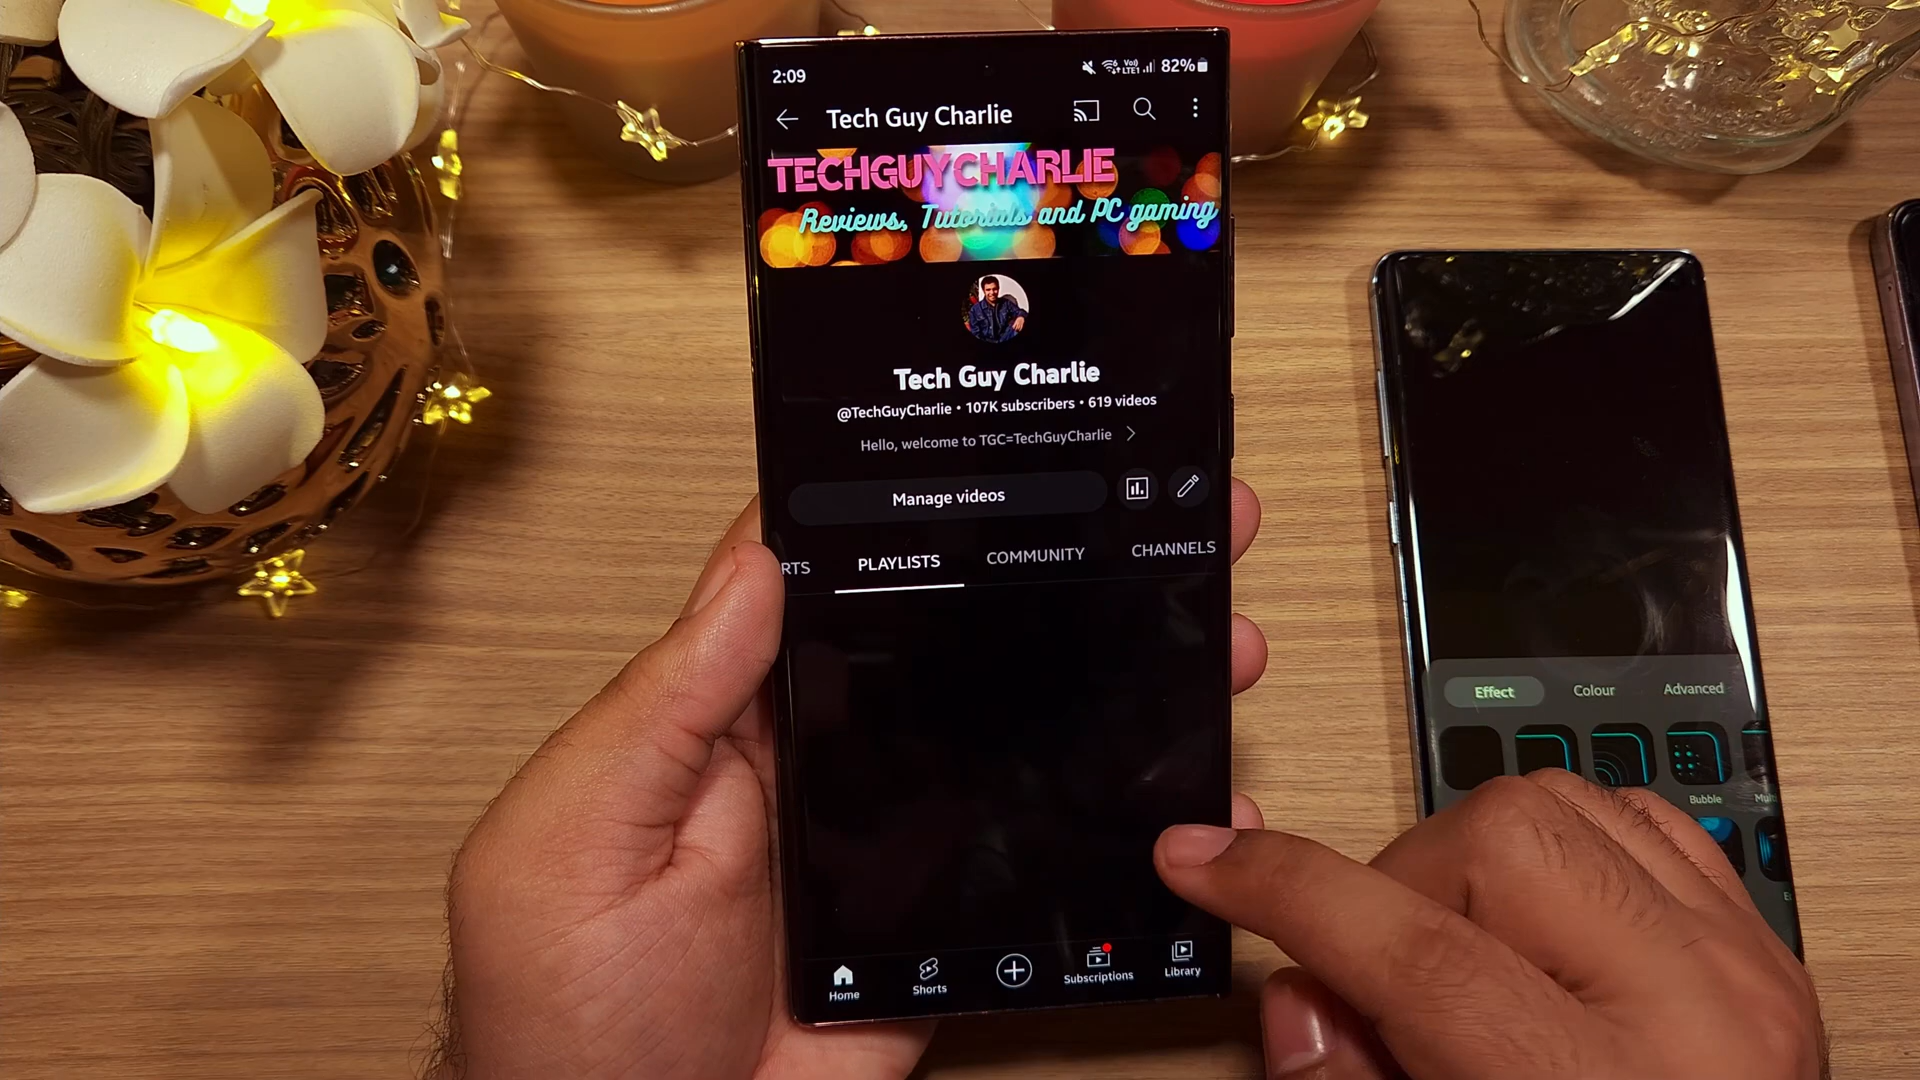 2:09
Vo) LTE1 82%
Tech Guy Charlie
TECHGUYCHARLIE
Reviews, Tutorials and PC gaming
Tech Guy Charlie
@TechGuyCharlie • 107K subscribers • 619 videos
Hello, welcome to TGC=TechGuyCharlie
Manage videos
RTS PLAYLISTS COMMUNITY CHANNELS
Home Shorts Subscriptions Library
Effect Colour Advanced
Bubble